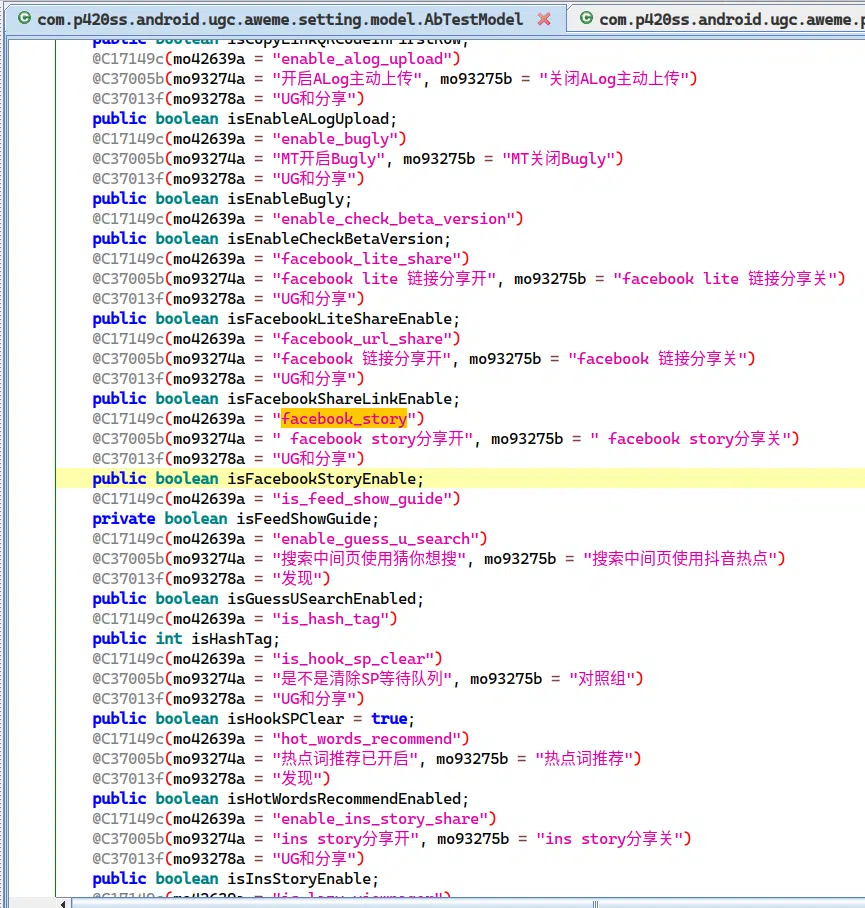 com.p420ss.android.ugc.aweme.setting.model.AbTestModel com.p420ss.android.ugc.aweme.p
public boolean isCopyLinkQRCodeInFirstRow;
@C17149c(mo42639a = "enable_alog_upload")
@C37005b(mo93274a = "开启ALog主动上传", mo93275b = "关闭ALog主动上传")
@C37013f(mo93278a = "UG和分享")
public boolean isEnableALogUpload;
@C17149c(mo42639a = "enable_bugly")
@C37005b(mo93274a = "MT开启Bugly", mo93275b = "MT关闭Bugly")
@C37013f(mo93278a = "UG和分享")
public boolean isEnableBugly;
@C17149c(mo42639a = "enable_check_beta_version")
public boolean isEnableCheckBetaVersion;
@C17149c(mo42639a = "facebook_lite_share")
@C37005b(mo93274a = "facebook lite 链接分享开", mo93275b = "facebook lite 链接分享关")
@C37013f(mo93278a = "UG和分享")
public boolean isFacebookLiteShareEnable;
@C17149c(mo42639a = "facebook_url_share")
@C37005b(mo93274a = "facebook 链接分享开", mo93275b = "facebook 链接分享关")
@C37013f(mo93278a = "UG和分享")
public boolean isFacebookShareLinkEnable;
@C17149c(mo42639a = "facebook_story")
@C37005b(mo93274a = " facebook story分享开", mo93275b = " facebook story分享关")
@C37013f(mo93278a = "UG和分享")
public boolean isFacebookStoryEnable;
@C17149c(mo42639a = "is_feed_show_guide")
private boolean isFeedShowGuide;
@C17149c(mo42639a = "enable_guess_u_search")
@C37005b(mo93274a = "搜索中间页使用猜你想搜", mo93275b = "搜索中间页使用抖音热点")
@C37013f(mo93278a = "发现")
public boolean isGuessUSearchEnabled;
@C17149c(mo42639a = "is_hash_tag")
public int isHashTag;
@C17149c(mo42639a = "is_hook_sp_clear")
@C37005b(mo93274a = "是不是清除SP等待队列", mo93275b = "对照组")
@C37013f(mo93278a = "UG和分享")
public boolean isHookSPClear = true;
@C17149c(mo42639a = "hot_words_recommend")
@C37005b(mo93274a = "热点词推荐已开启", mo93275b = "热点词推荐")
@C37013f(mo93278a = "发现")
public boolean isHotWordsRecommendEnabled;
@C17149c(mo42639a = "enable_ins_story_share")
@C37005b(mo93274a = "ins story分享开", mo93275b = "ins story分享关")
@C37013f(mo93278a = "UG和分享")
public boolean isInsStoryEnable;
@C17149c(mo42639a = "is_lazy_viewpager")